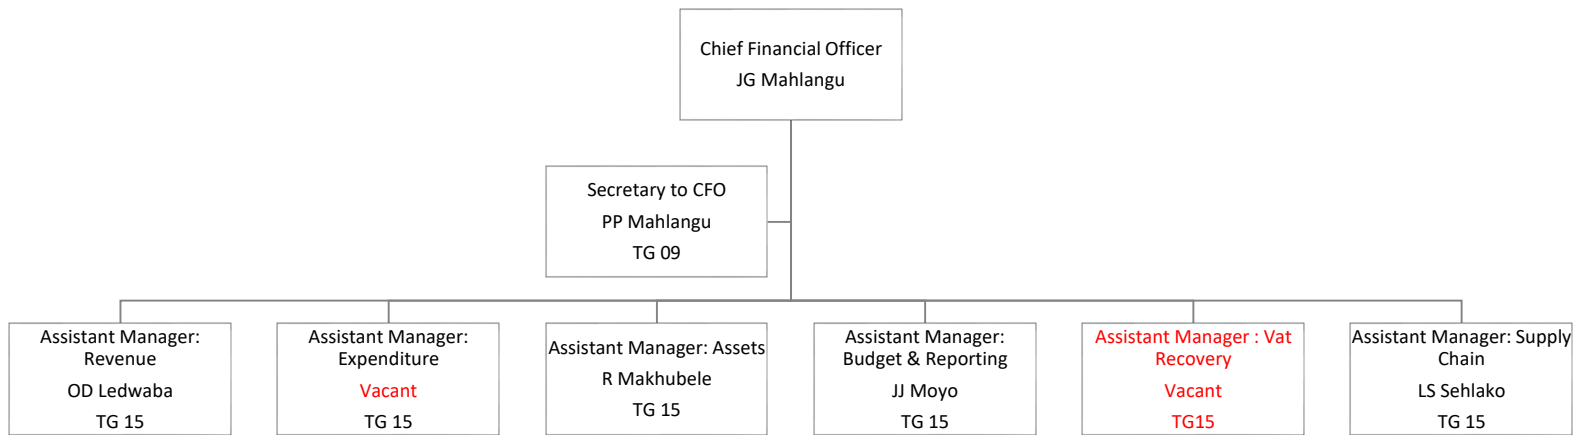 Chief Financial Officer
JG Mahlangu
Secretary to CFO
PP Mahlangu
TG 09
Assistant Manager:
Revenue
OD Ledwaba
TG 15
Assistant Manager:
Expenditure
Vacant
TG 15
Assistant Manager: Assets
R Makhubele
TG 15
Assistant Manager:
Budget & Reporting
JJ Moyo
TG 15
Assistant Manager : Vat
Recovery
Vacant
TG15
Assistant Manager: Supply
Chain
LS Sehlako
TG 15